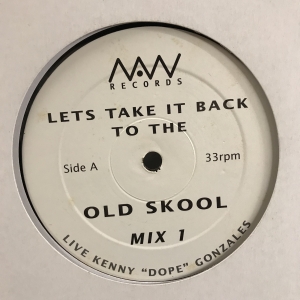 MAW
RECORDS
LETS TAKE IT BACK
TO THE
Side A 33rpm
OLD SKOOL
MIX 1
LIVE KENNY "DOPE" GONZALES